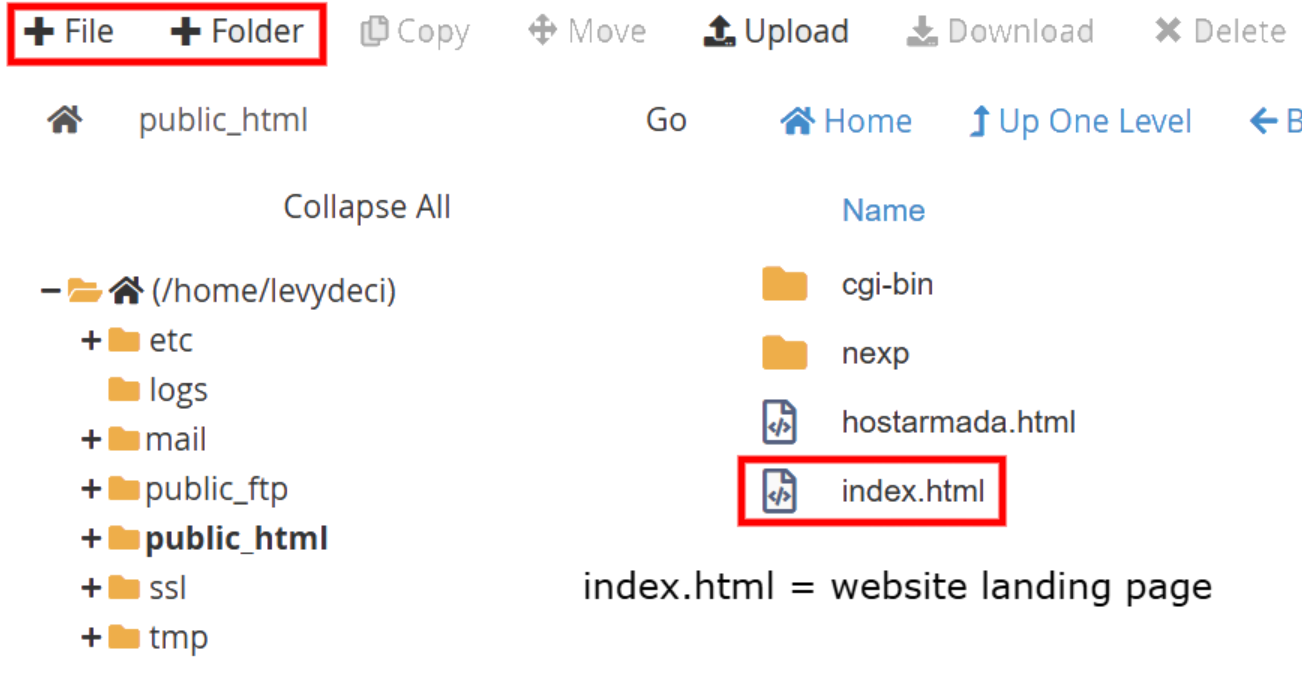 File Folder Copy Move Upload Download Delete
public_html Go Home Up One Level B
Collapse All
Name
(/home/levydeci)
etc
logs
mail
public_ftp
public_html
ssl
tmp
cgi-bin
nexp
hostarmada.html
index.html
index.html = website landing page